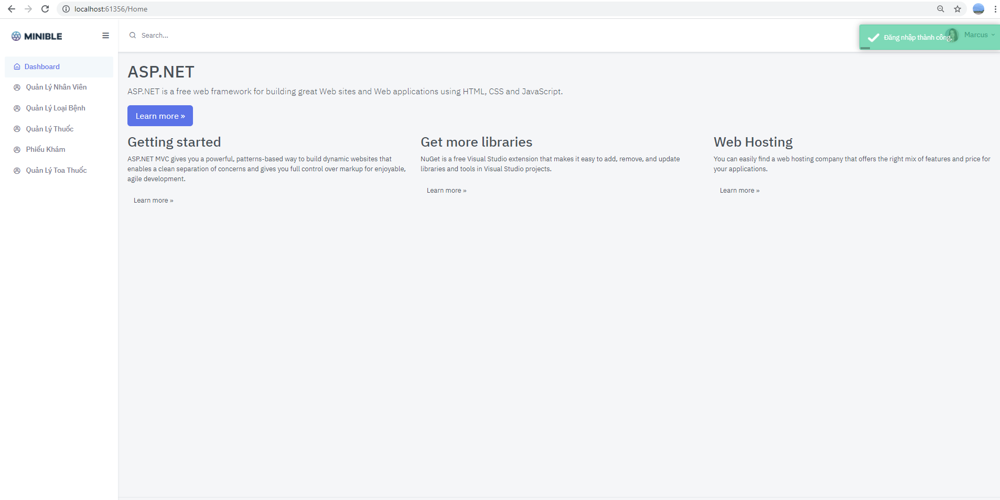 localhost:61356/Home
MINIBLE
Search...
Đăng nhập thành công.
Marcus
Dashboard
Quản Lý Nhân Viên
Quản Lý Loại Bệnh
Quản Lý Thuốc
Phiếu Khám
Quản Lý Toa Thuốc
ASP.NET
ASP.NET is a free web framework for building great Web sites and Web applications using HTML, CSS and JavaScript.
Learn more »
Getting started
ASP.NET MVC gives you a powerful, patterns-based way to build dynamic websites that
enables a clean separation of concerns and gives you full control over markup for enjoyable,
agile development.
Learn more »
Get more libraries
NuGet is a free Visual Studio extension that makes it easy to add, remove, and update
libraries and tools in Visual Studio projects.
Learn more »
Web Hosting
You can easily find a web hosting company that offers the right mix of features and price for
your applications.
Learn more »